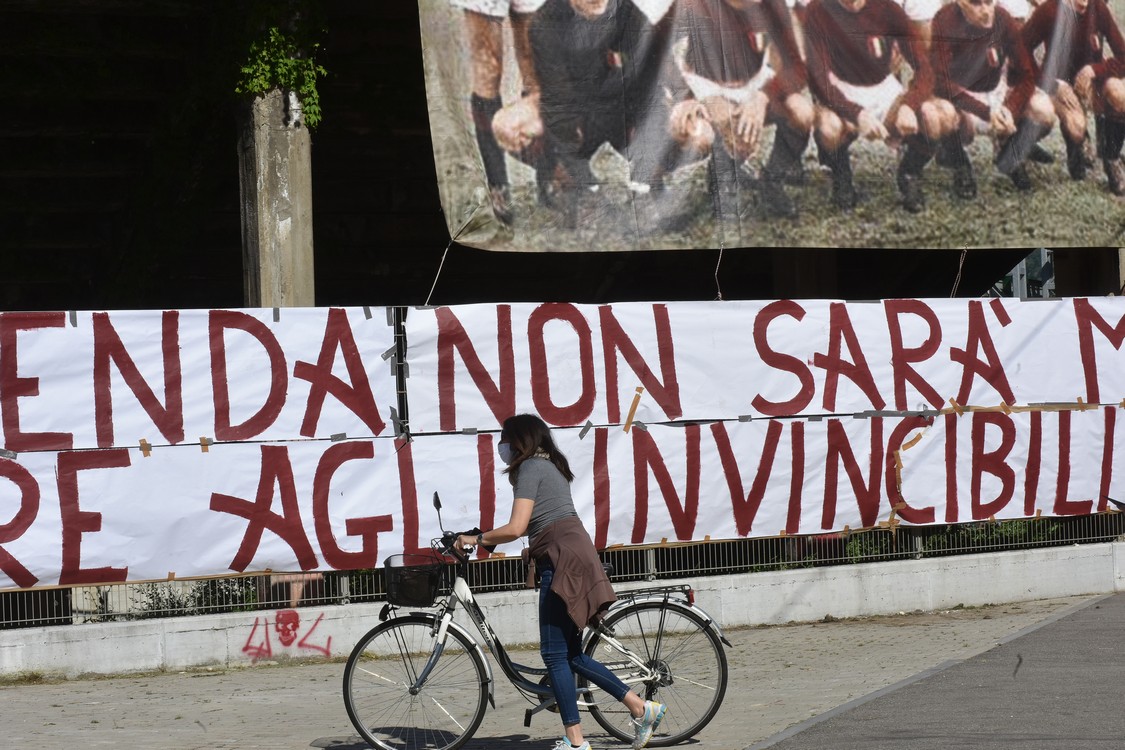 ENDA NON SARÀ M
RE AGLI INVINCIBILI